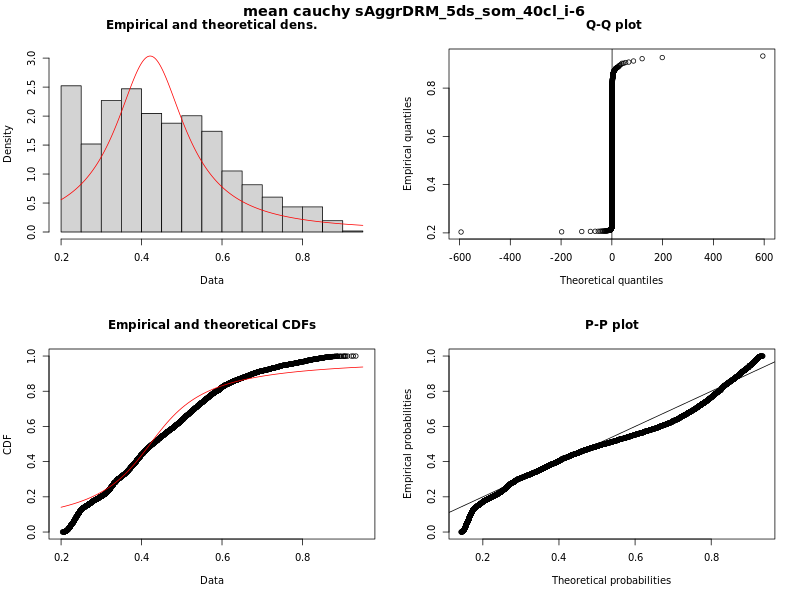 mean cauchy sAggrDRM_5ds_som_40cl_i-6
Empirical and theoretical dens.
Density
0.0 0.5 1.0 1.5 2.0 2.5 3.0
0.2 0.4 0.6 0.8
Data
Q-Q plot
Empirical quantiles
0.2 0.4 0.6 0.8
-600 -400 -200 0 200 400 600
Theoretical quantiles
Empirical and theoretical CDFs
CDF
0.0 0.2 0.4 0.6 0.8 1.0
0.2 0.4 0.6 0.8
Data
P-P plot
Empirical probabilities
0.0 0.2 0.4 0.6 0.8 1.0
0.2 0.4 0.6 0.8
Theoretical probabilities